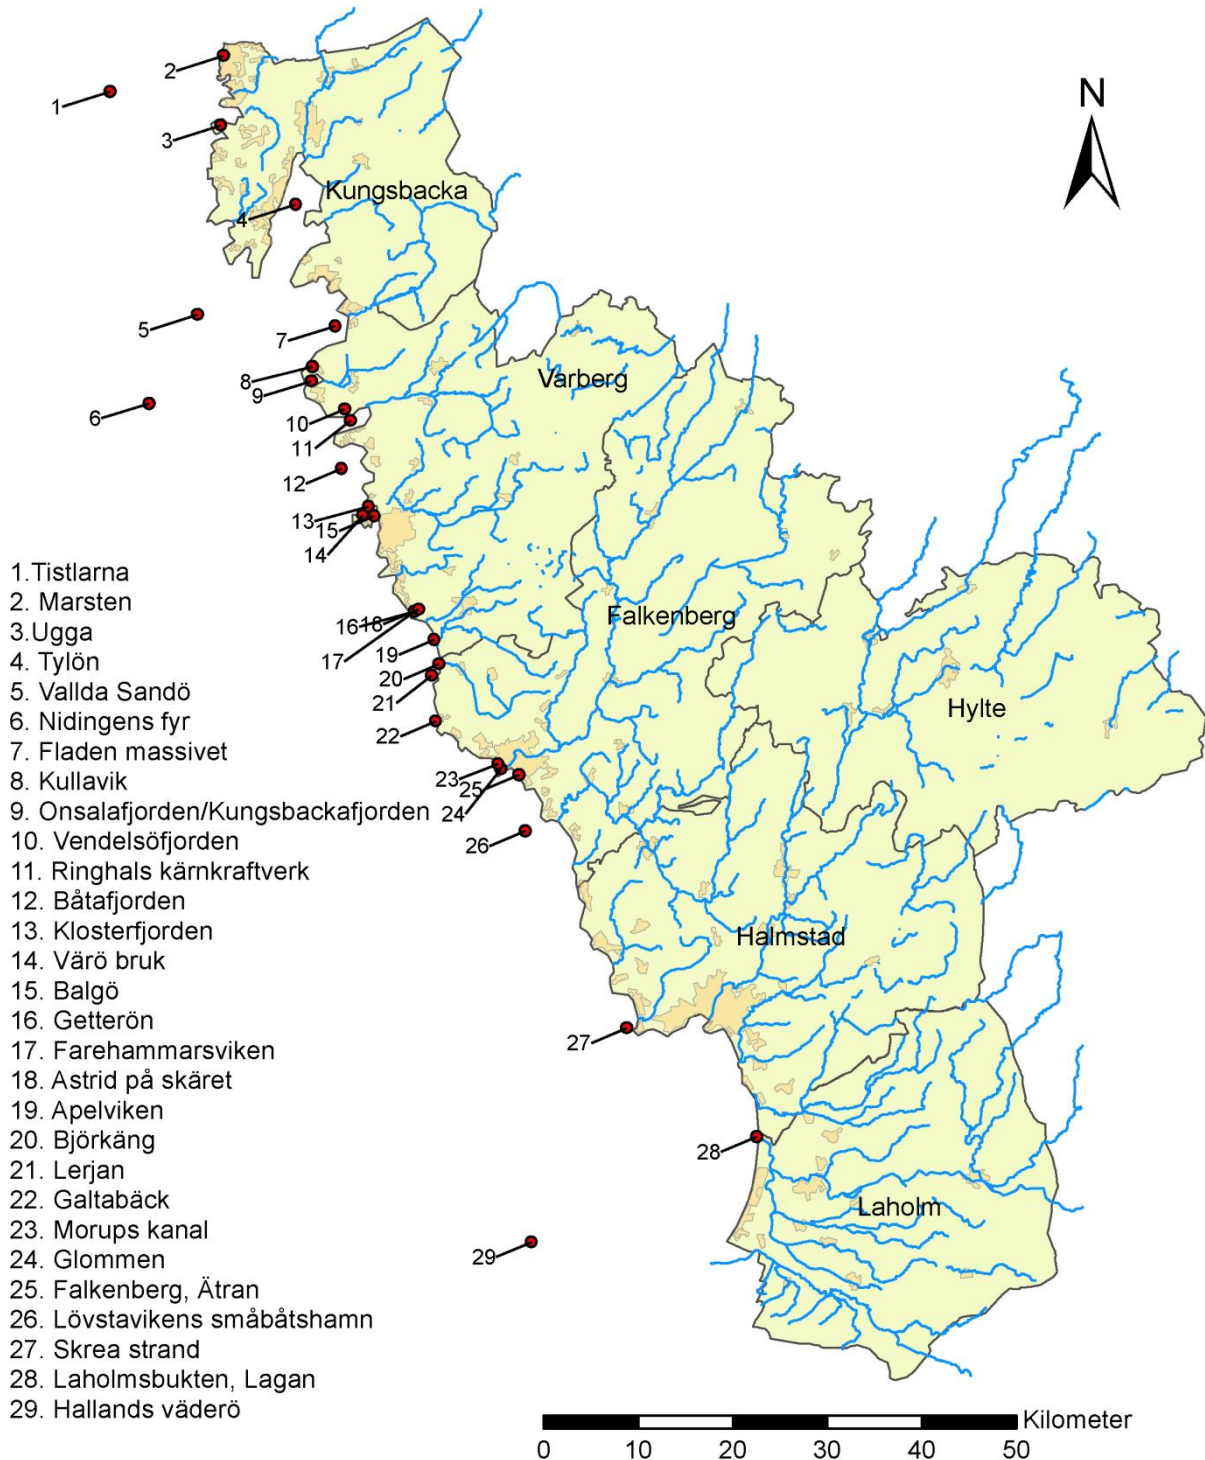 N
2
1
3
4
Kungsbacka
5
7
8
9
6
10
11
12
13
15
14
Varberg
16
18
17
19
20
21
22
23
25
24
26
27
28
29
Falkenberg
Hylte
Halmstad
Laholm
1.Tistlarna
2. Marsten
3.Ugga
4. Tylön
5. Vallda Sandö
6. Nidingens fyr
7. Fladen massivet
8. Kullavik
9. Onsalafjorden/Kungsbackafjorden
10. Vendelsöfjorden
11. Ringhals kärnkraftverk
12. Båtafjorden
13. Klosterfjorden
14. Värö bruk
15. Balgö
16. Getterön
17. Farehammarsviken
18. Astrid på skäret
19. Apelviken
20. Björkäng
21. Lerjan
22. Galtabäck
23. Morups kanal
24. Glommen
25. Falkenberg, Ätran
26. Lövstavikens småbåtshamn
27. Skrea strand
28. Laholmsbukten, Lagan
29. Hallands väderö
Kilometer
0 10 20 30 40 50